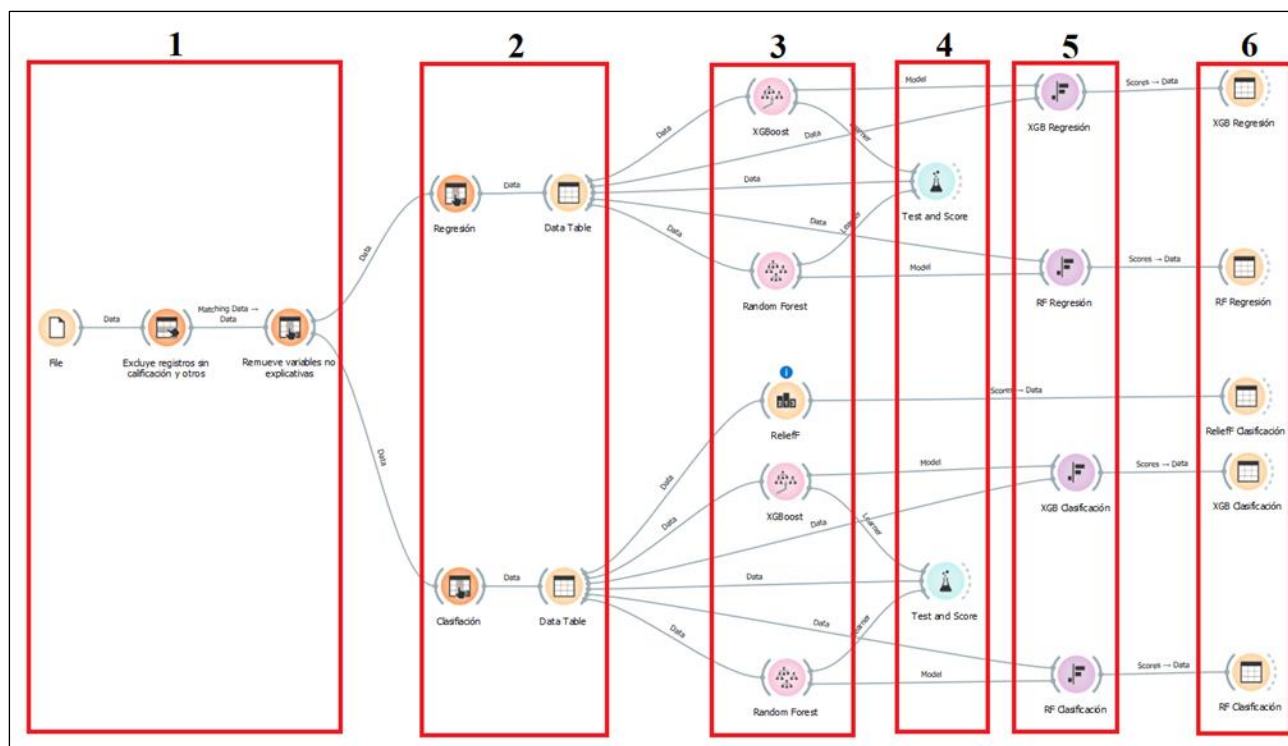 1
2
3
4
5
6
File
Data
Excluye registros sin
calificación y otros
Matching Data →
Data
Remueve variables no
explicativas
Data
Data
Regresión
Data
Data Table
Clasifiación
Data
Data Table
Data
Data
Data
Data
Data
XGBoost
Random Forest
Model
Learner
Learner
Model
Test and Score
XGB Regresión
Scores → Data
XGB Regresión
RF Regresión
Scores → Data
RF Regresión
Data
Data
Data
Data
Data
Data
ReliefF
Scores → Data
ReliefF Clasificación
XGBoost
Random Forest
Model
Learner
Learner
Model
Test and Score
XGB Clasificación
Scores → Data
XGB Clasificación
RF Clasificación
Scores → Data
RF Clasificación